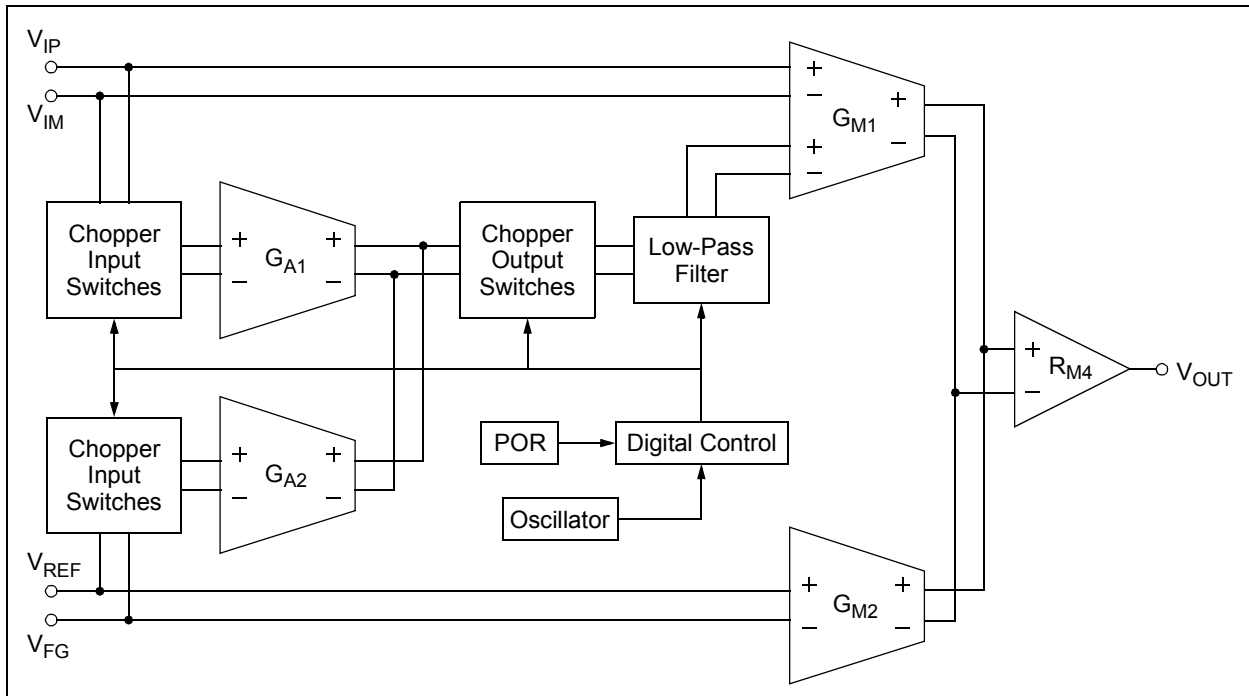 V_IP
V_IM
+
−
G_M1
+
−
+
−
Chopper
Input
Switches
+
−
G_A1
+
−
Chopper
Output
Switches
Low-Pass
Filter
+
−
R_M4
V_OUT
Chopper
Input
Switches
+
−
G_A2
+
−
POR
Digital Control
Oscillator
V_REF
V_FG
+
−
G_M2
+
−